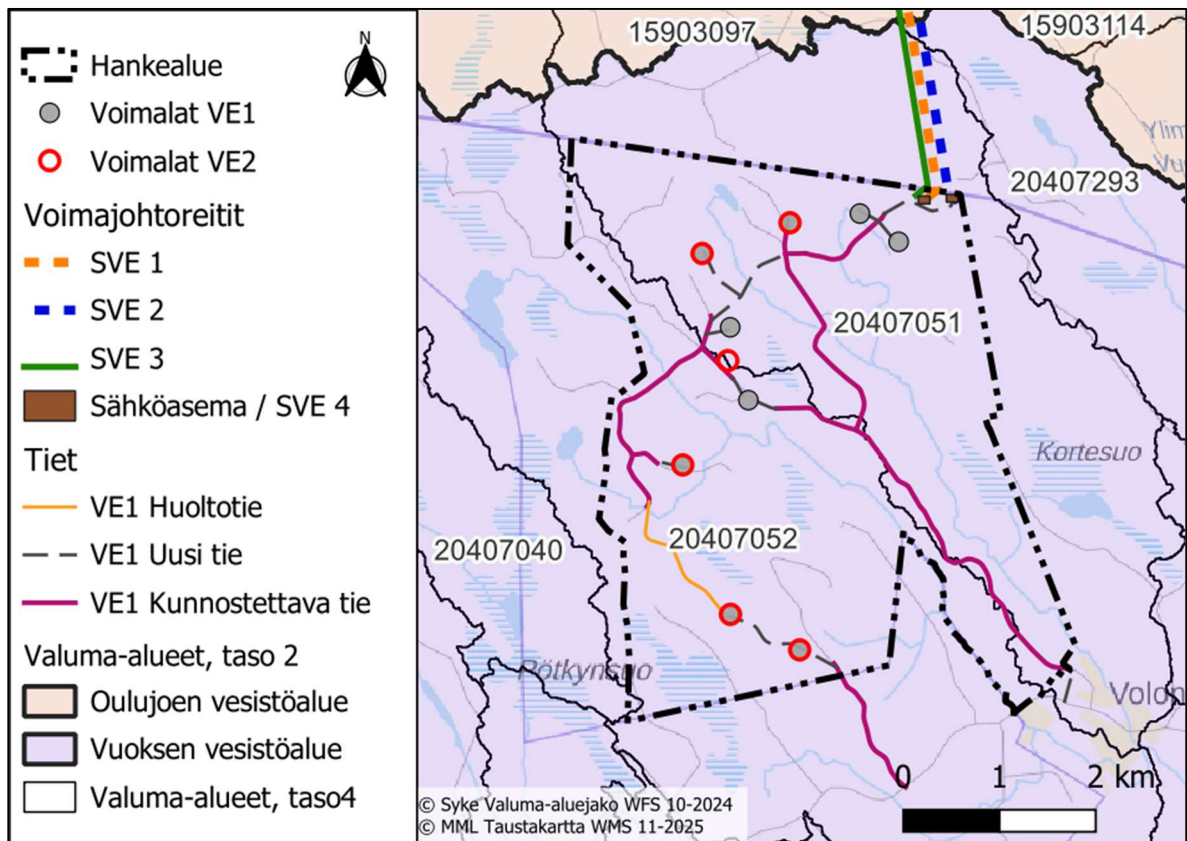 Hankealue
N
Voimalat VE1
Voimalat VE2
Voimajohtoreitit
SVE 1
SVE 2
SVE 3
Sähköasema / SVE 4
Tiet
VE1 Huoltotie
VE1 Uusi tie
VE1 Kunnostettava tie
Valuma-alueet, taso 2
Oulujoen vesistöalue
Vuoksen vesistöalue
Valuma-alueet, taso4
15903097
15903114
Ylim
20407293
20407051
Kortesuo
20407040
20407052
Pötkynsuo
Volon
0 1 2 km
© Syke Valuma-aluejako WFS 10-2024
© MML Taustakartta WMS 11-2025